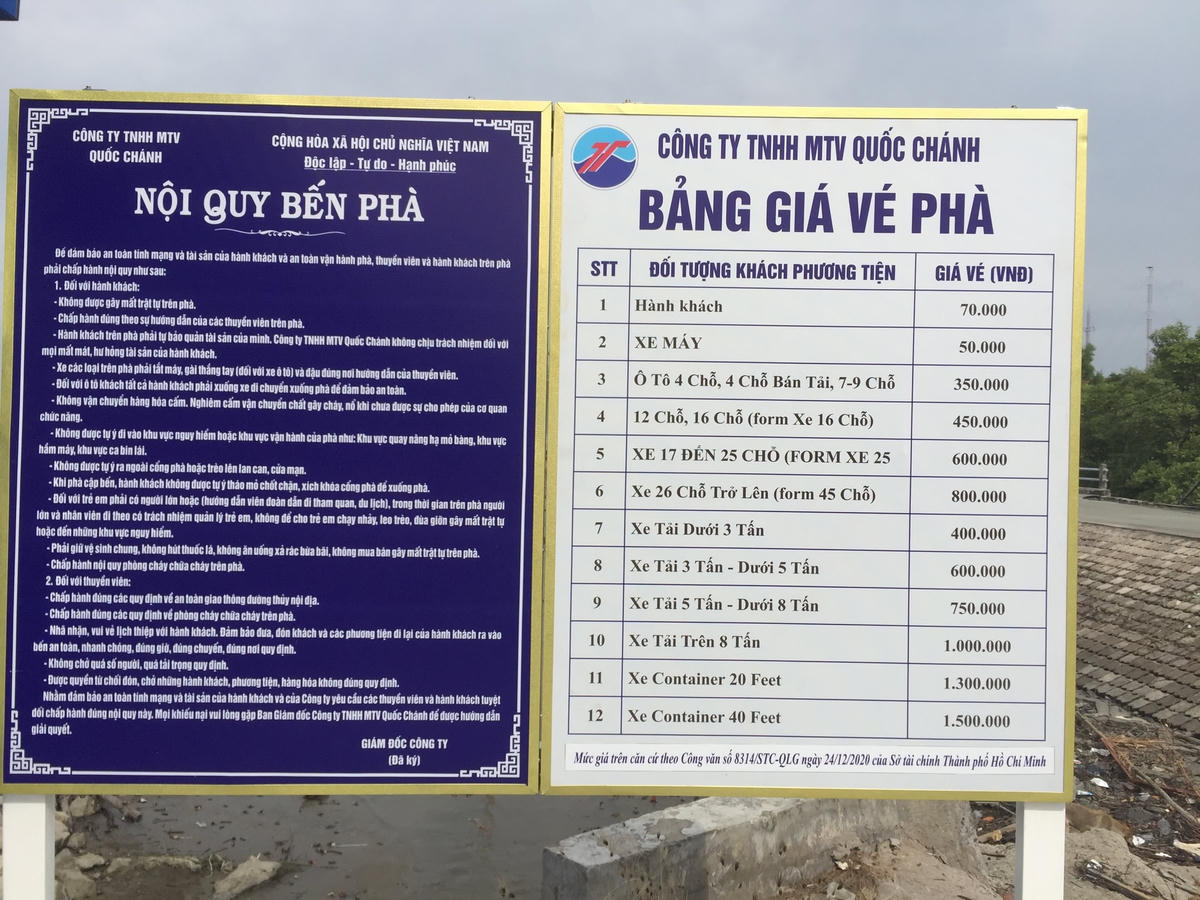 CÔNG TY TNHH MTV
QUỐC CHÁNH
CỘNG HÒA XÃ HỘI CHỦ NGHĨA VIỆT NAM
Độc lập - Tự do - Hạnh phúc
NỘI QUY BẾN PHÀ
Để đảm bảo an toàn tính mạng và tài sản của hành khách và an toàn vận hành phà, thuyền viên và hành khách trên phà
phải chấp hành nội quy như sau:
1. Đối với hành khách:
- Không được gây mất trật tự trên phà.
- Chấp hành đúng theo sự hướng dẫn của các thuyền viên trên phà.
- Hành khách trên phà phải tự bảo quản tài sản của mình. Công ty TNHH MTV Quốc Chánh không chịu trách nhiệm đối với
mọi mất mát, hư hỏng tài sản của hành khách.
- Xe các loại trên phà phải tắt máy, gài thắng tay (đối với xe ô tô) và đậu đúng nơi hướng dẫn của thuyền viên.
- Đối với ô tô khách tất cả hành khách phải xuống xe di chuyển xuống phà để đảm bảo an toàn.
- Không vận chuyển hàng hóa cấm. Nghiêm cấm vận chuyển chất gây cháy, nổ khi chưa được sự cho phép của cơ quan
chức năng.
- Không được tự ý đi vào khu vực nguy hiểm hoặc khu vực vận hành của phà như: Khu vực quay nâng hạ mỏ bàng, khu vực
hầm máy, khu vực ca bin lái.
- Không được tự ý ra ngoài cổng phà hoặc trèo lên lan can, cửa mạn.
- Khi phà cập bến, hành khách không được tự ý tháo mỏ chốt chặn, xích khóa cổng phà để xuống phà.
- Đối với trẻ em phải có người lớn hoặc (hướng dẫn viên đoàn dẫn đi tham quan, du lịch), trong thời gian trên phà người
lớn và nhân viên đi theo có trách nhiệm quản lý trẻ em, không để cho trẻ em chạy nhảy, leo trèo, đùa giỡn gây mất trật tự
hoặc đến những khu vực nguy hiểm.
- Phải giữ vệ sinh chung, không hút thuốc lá, không ăn uống xả rác bừa bãi, không mua bán gây mất trật tự trên phà.
- Chấp hành nội quy phòng cháy chữa cháy trên phà.
2. Đối với thuyền viên:
- Chấp hành đúng các quy định về an toàn giao thông đường thủy nội địa.
- Chấp hành đúng các quy định về phòng cháy chữa cháy trên phà.
- Nhã nhặn, vui vẻ lịch thiệp với hành khách. Đảm bảo đưa, đón khách và các phương tiện đi lại của hành khách ra vào
bến an toàn, nhanh chóng, đúng giờ, đúng chuyến, đúng nơi quy định.
- Không chở quá số người, quá tải trọng quy định.
- Được quyền từ chối đón, chở những hành khách, phương tiện, hàng hóa không đúng quy định.
Nhằm đảm bảo an toàn tính mạng và tài sản của hành khách và của Công ty yêu cầu các thuyền viên và hành khách tuyệt
đối chấp hành đúng nội quy này. Mọi khiếu nại vui lòng gặp Ban Giám đốc Công ty TNHH MTV Quốc Chánh để được hướng dẫn
giải quyết.
GIÁM ĐỐC CÔNG TY
(Đã ký)
CÔNG TY TNHH MTV QUỐC CHÁNH
BẢNG GIÁ VÉ PHÀ
STT ĐỐI TƯỢNG KHÁCH PHƯƠNG TIỆN GIÁ VÉ (VNĐ)
1 Hành khách 70.000
2 XE MÁY 50.000
3 Ô Tô 4 Chỗ, 4 Chỗ Bán Tải, 7-9 Chỗ 350.000
4 12 Chỗ, 16 Chỗ (form Xe 16 Chỗ) 450.000
5 XE 17 ĐẾN 25 CHỖ (FORM XE 25 600.000
6 Xe 26 Chỗ Trở Lên (form 45 Chỗ) 800.000
7 Xe Tải Dưới 3 Tấn 400.000
8 Xe Tải 3 Tấn - Dưới 5 Tấn 600.000
9 Xe Tải 5 Tấn - Dưới 8 Tấn 750.000
10 Xe Tải Trên 8 Tấn 1.000.000
11 Xe Container 20 Feet 1.300.000
12 Xe Container 40 Feet 1.500.000
Mức giá trên căn cứ theo Công văn số 8314/STC-QLG ngày 24/12/2020 của Sở tài chính Thành phố Hồ Chí Minh